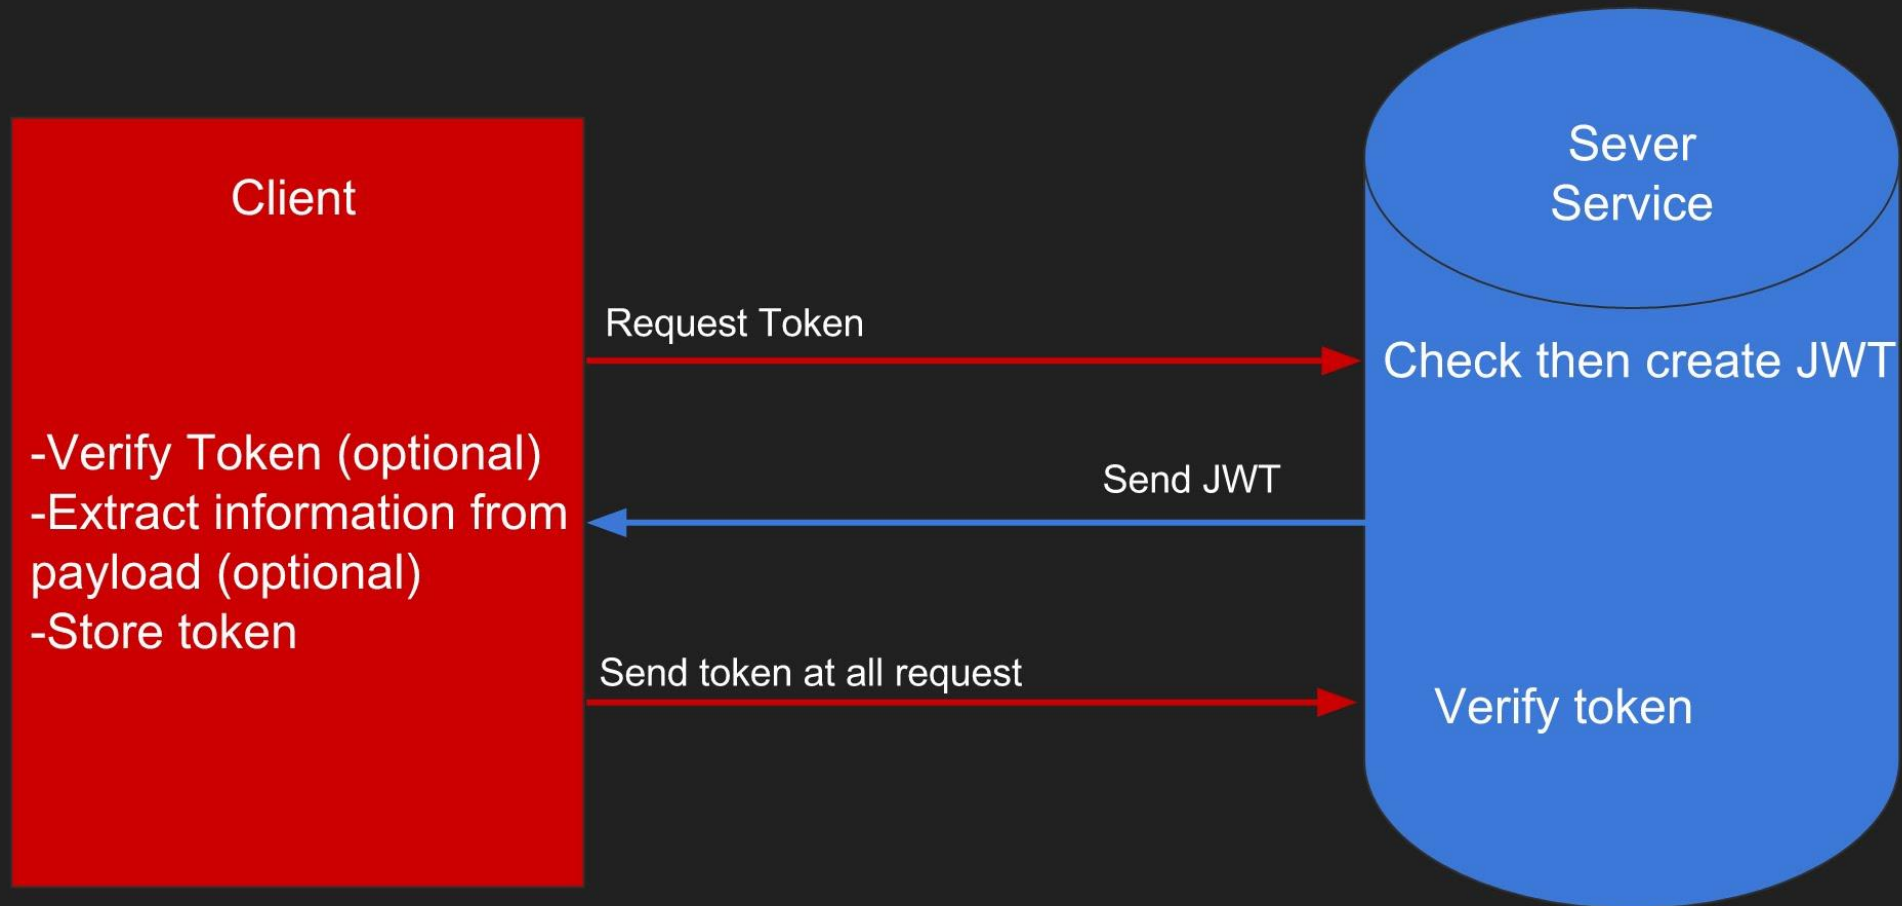 Client
Sever
Service
Request Token
Check then create JWT
-Verify Token (optional)
-Extract information from
payload (optional)
-Store token
Send JWT
Send token at all request
Verify token